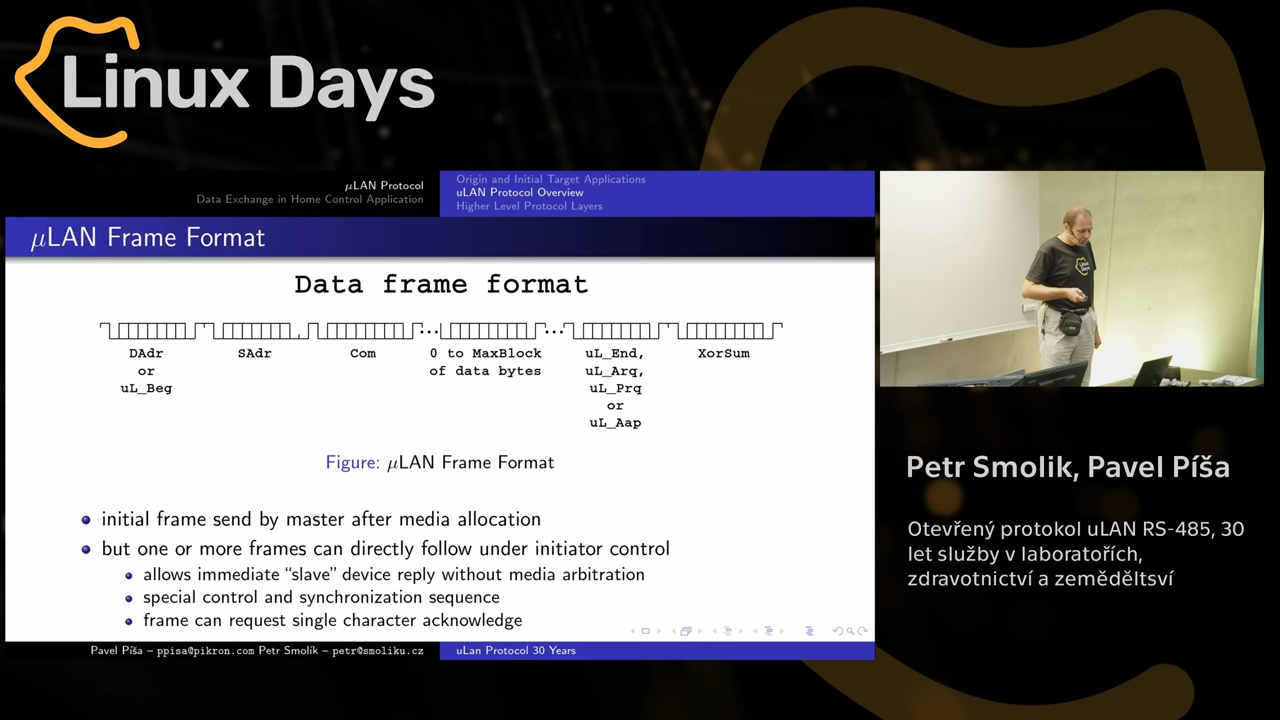 Linux Days
μLAN Protocol
Data Exchange in Home Control Application
Origin and Initial Target Applications
uLAN Protocol Overview
Higher Level Protocol Layers
μLAN Frame Format
Data frame format
DAdr
or
uL_Beg
SAdr
Com
0 to MaxBlock
of data bytes
uL_End,
uL_Arq,
uL_Prq
or
uL_Aap
XorSum
Figure: μLAN Frame Format
initial frame send by master after media allocation
but one or more frames can directly follow under initiator control
allows immediate “slave” device reply without media arbitration
special control and synchronization sequence
frame can request single character acknowledge
Pavel Píša – ppisa@pikron.com Petr Smolík – petr@smoliku.cz
uLan Protocol 30 Years
Linux
Days
Petr Smolik, Pavel Píša
Otevřený protokol uLAN RS-485, 30
let služby v laboratořích,
zdravotnictví a zemědělství